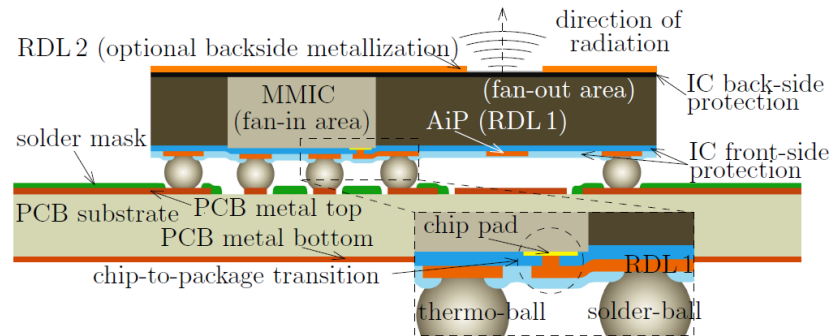 direction of
radiation
RDL 2 (optional backside metallization)
(fan-out area)
IC back-side
protection
MMIC
(fan-in area)
AiP (RDL 1)
solder mask
IC front-side
protection
PCB substrate
PCB metal top
PCB metal bottom
chip pad
chip-to-package transition
RDL 1
thermo-ball
solder-ball